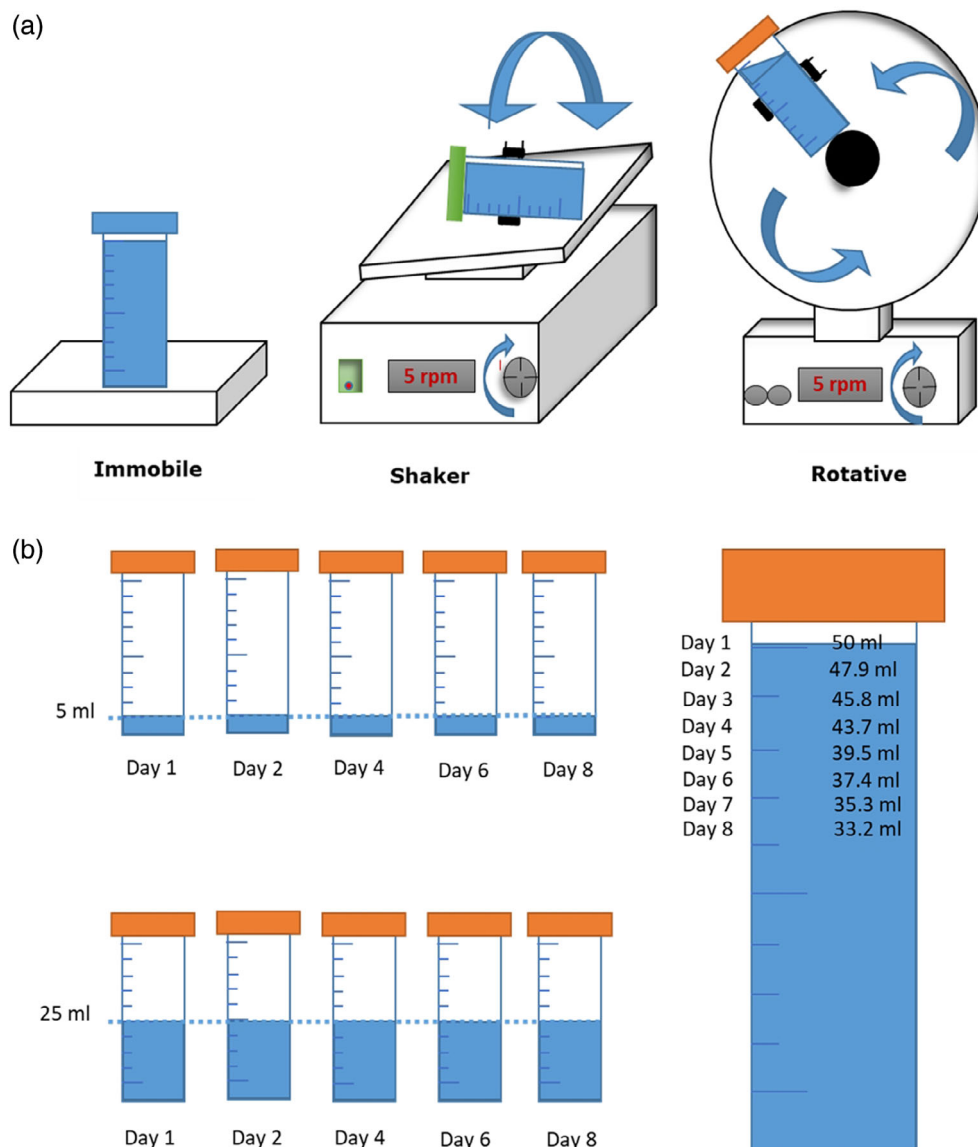 (a)
5 rpm
5 rpm
Immobile
Shaker
Rotative
(b)
5 ml
Day 1 Day 2 Day 4 Day 6 Day 8
25 ml
Day 1 Day 2 Day 4 Day 6 Day 8
Day 1 50 ml
Day 2 47.9 ml
Day 3 45.8 ml
Day 4 43.7 ml
Day 5 39.5 ml
Day 6 37.4 ml
Day 7 35.3 ml
Day 8 33.2 ml